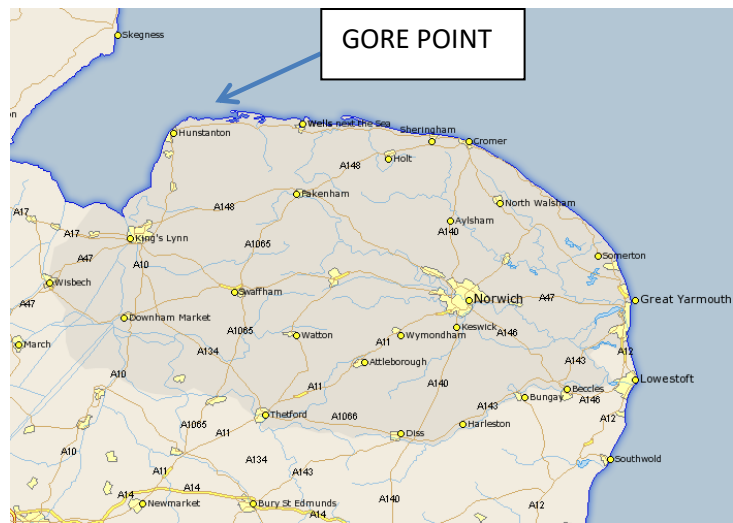 GORE POINT
Skegness
Hunstanton
Wells next the Sea
Sheringham
Cromer
Holt
A148
Fakenham
North Walsham
A148
Aylsham
A17
A140
A17
King's Lynn
A1065
A47
A10
Somerton
Wisbech
Swaffham
Norwich
A47
Great Yarmouth
A47
Downham Market
Keswick
A1065
Watton
Wymondham
A146
March
A11
A134
A12
Attleborough
A143
A10
Lowestoft
A11
A140
Beccles
A146
Bungay
A143
Thetford
A1066
A12
A1065
A11
Diss
Harleston
A10
A134
Southwold
A11
A143
A14
A14
A140
Newmarket
Bury St Edmunds
A12
A14